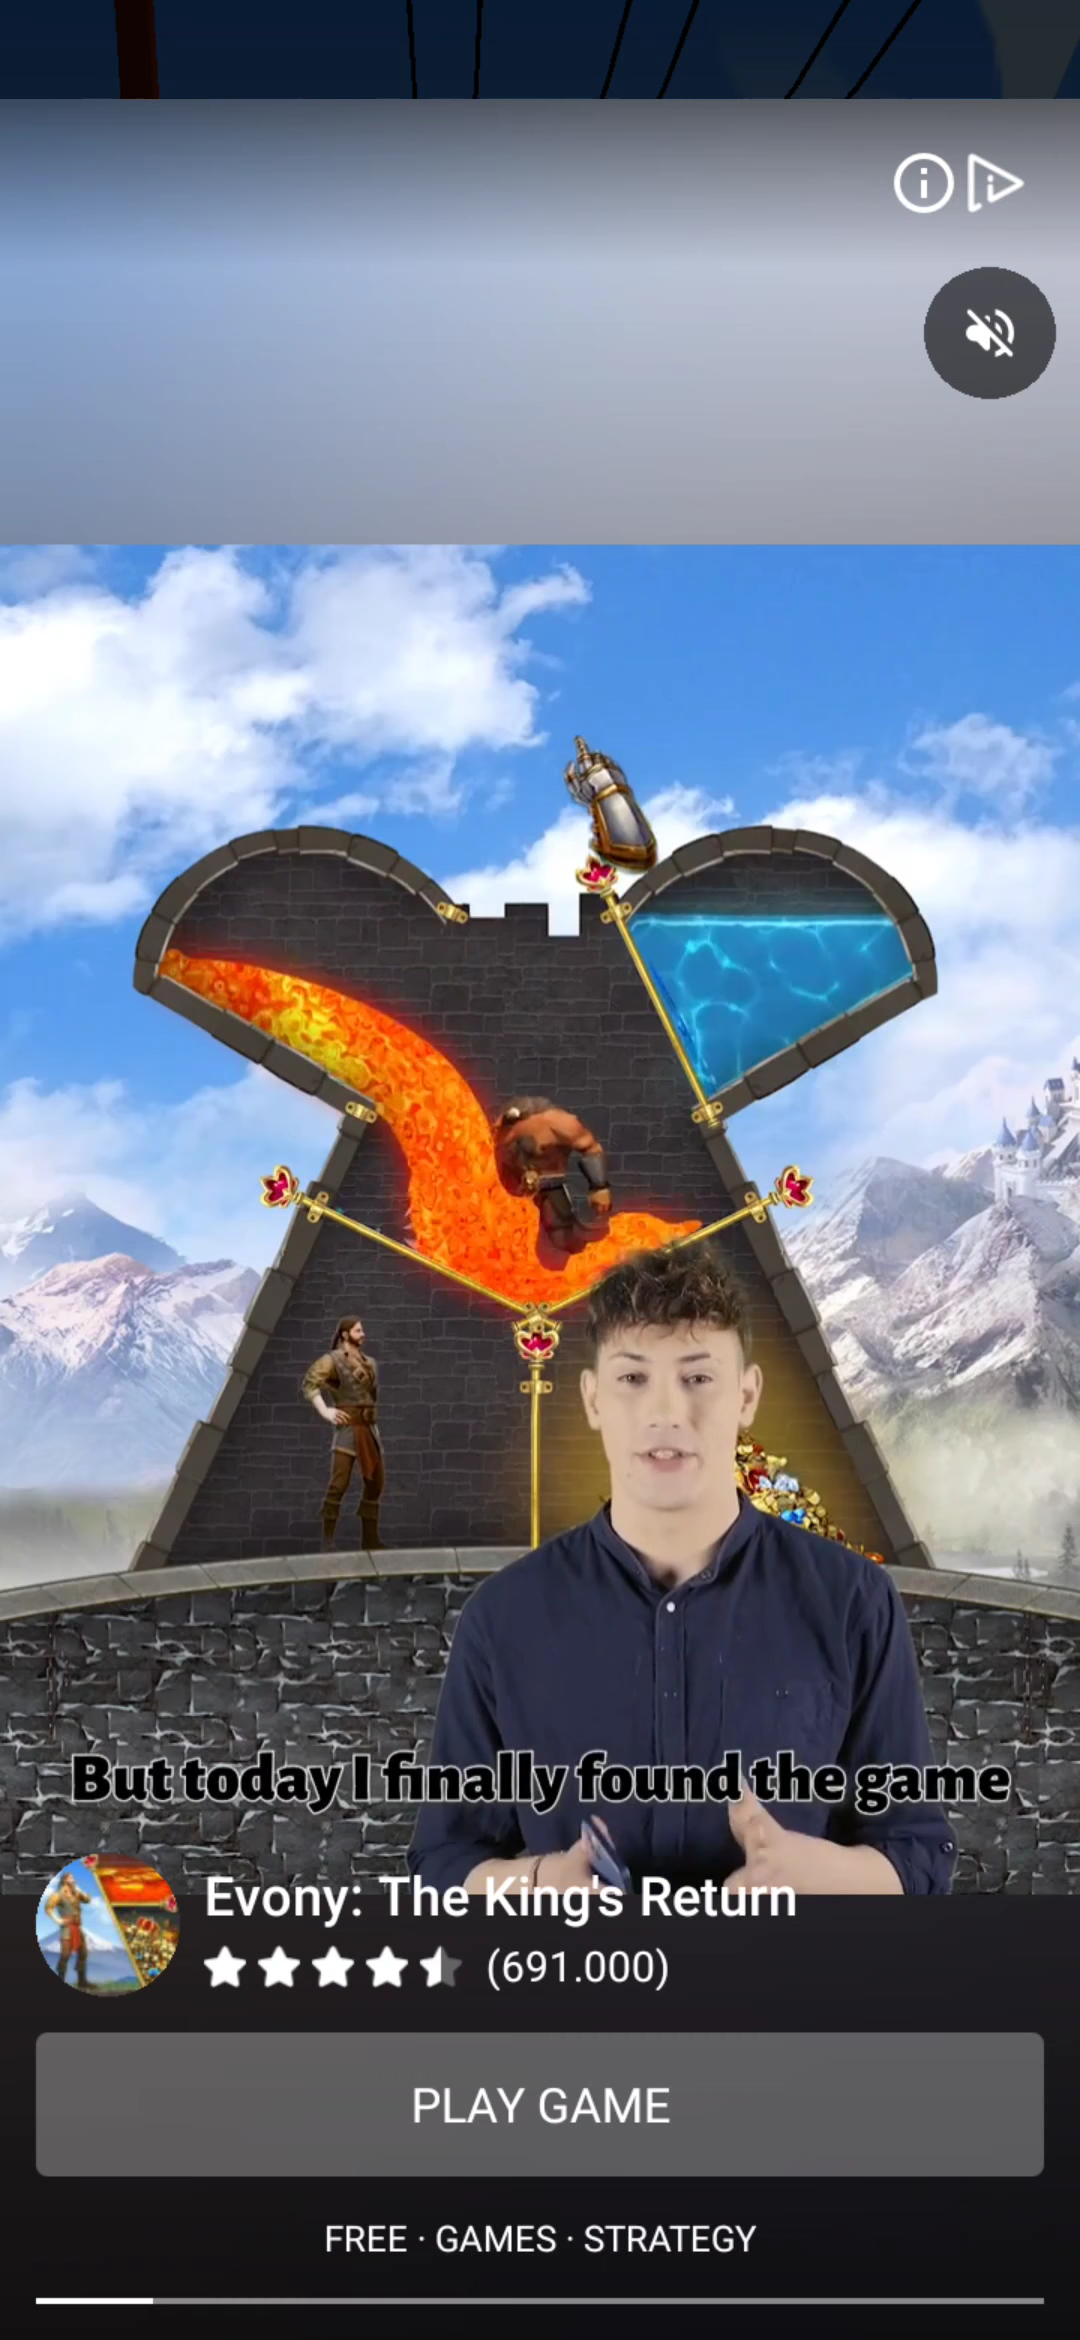 But today I finally found the game
Evony: The King's Return
(691.000)
PLAY GAME
FREE · GAMES · STRATEGY